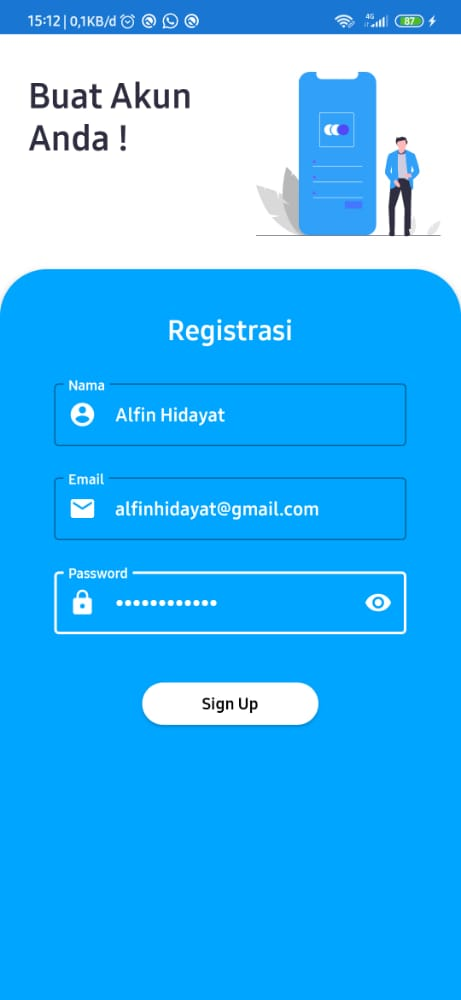 15:12 | 0,1KB/d
4G
87
Buat Akun
Anda !
Registrasi
Nama
Alfin Hidayat
Email
alfinhidayat@gmail.com
Password
••••••••••••
Sign Up